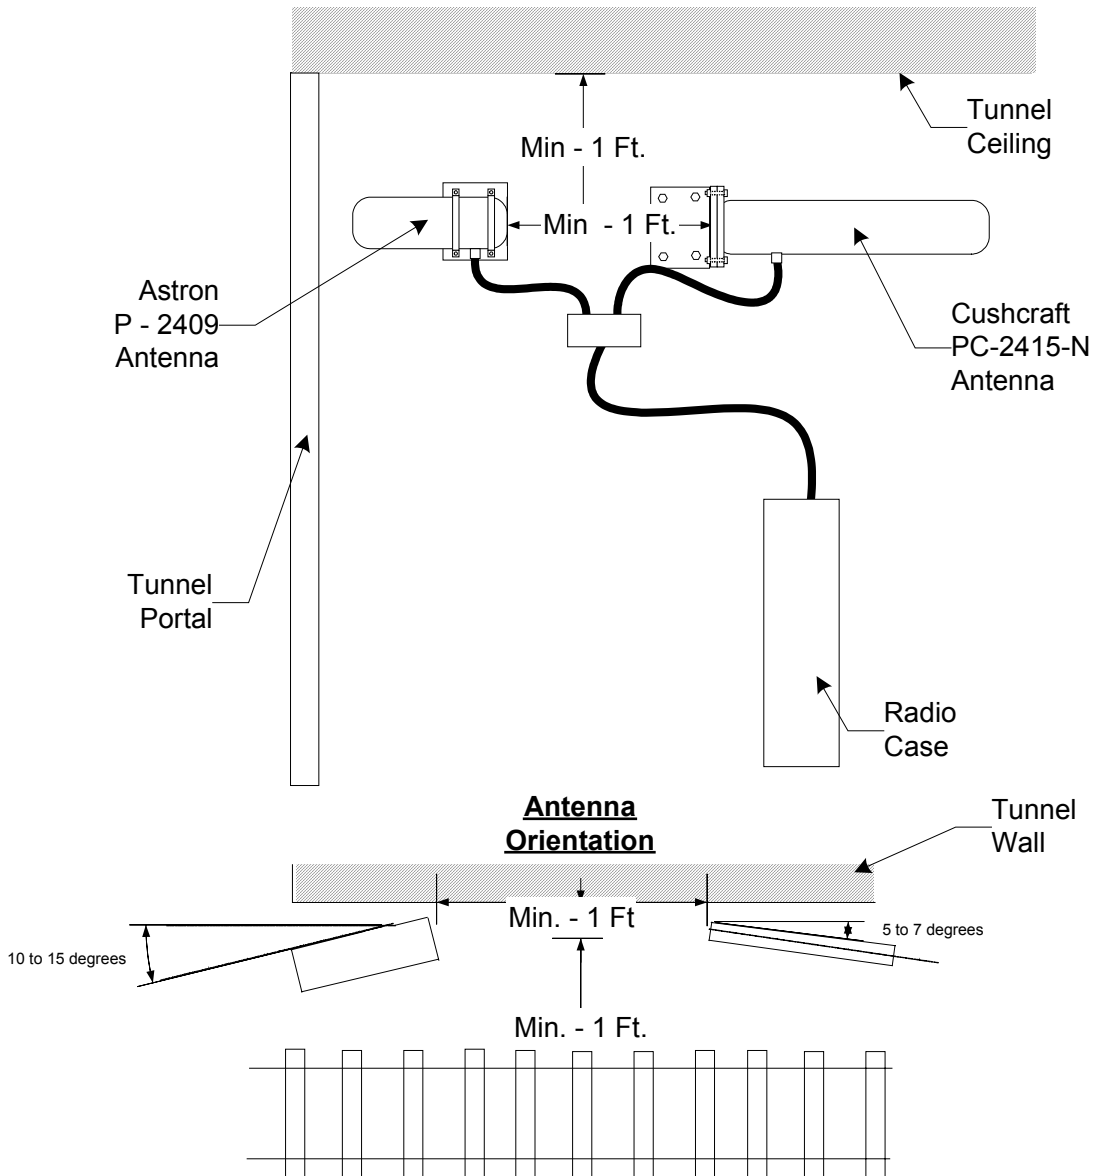 Tunnel
Ceiling
Min - 1 Ft.
Min - 1 Ft.
Astron
P - 2409
Antenna
Cushcraft
PC-2415-N
Antenna
Tunnel
Portal
Radio
Case
Antenna
Orientation
Tunnel
Wall
Min. - 1 Ft
5 to 7 degrees
10 to 15 degrees
Min. - 1 Ft.